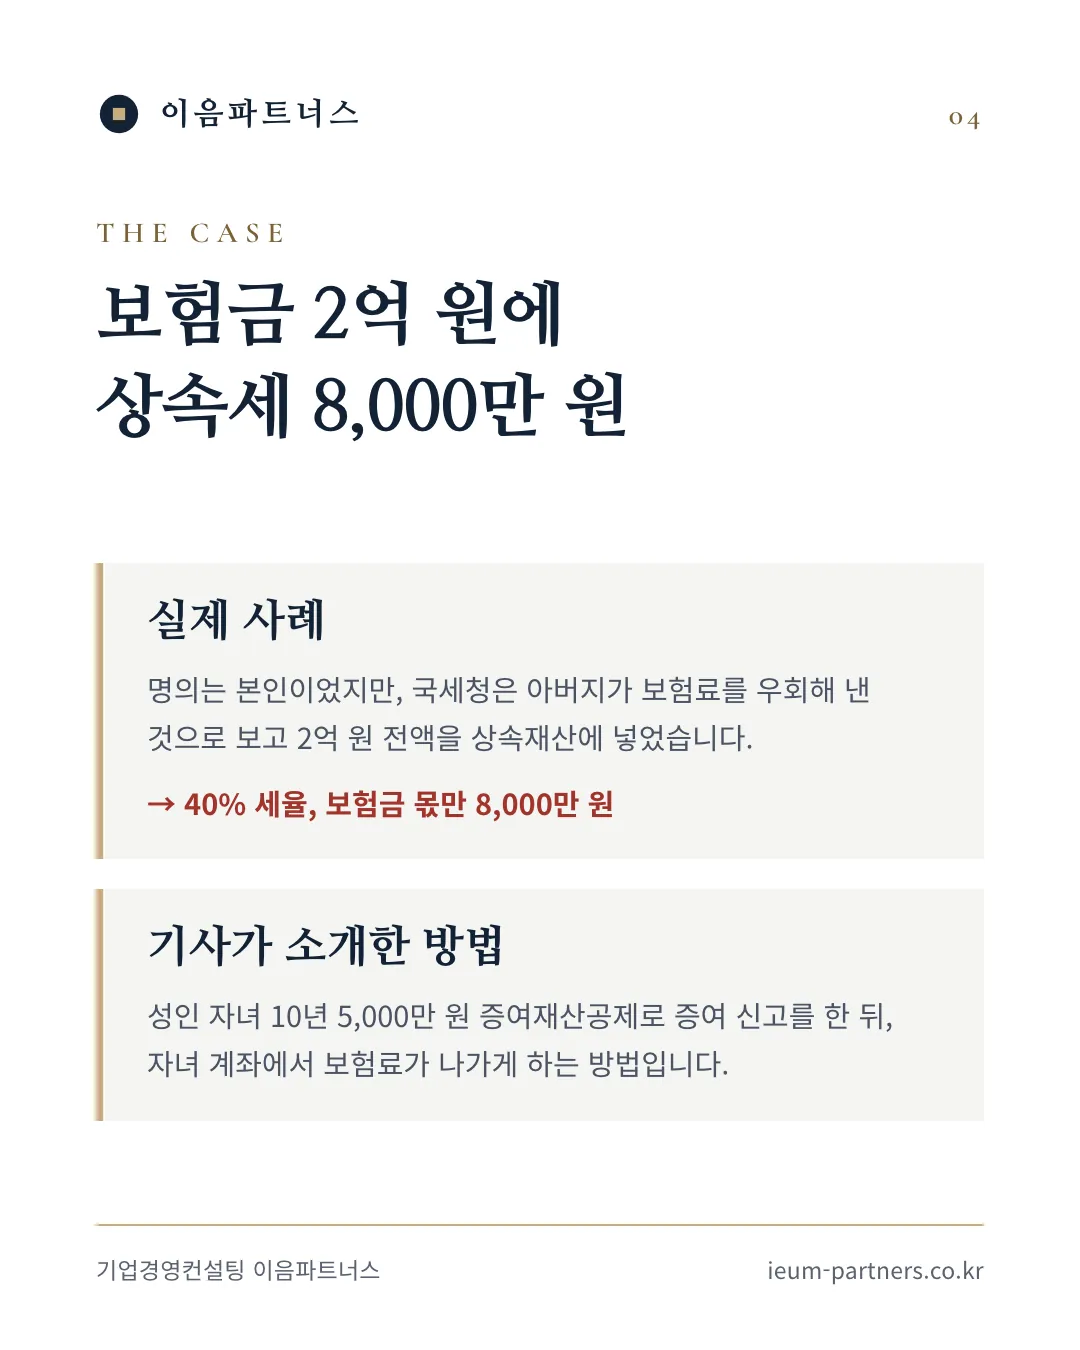 이음파트너스
04
THE CASE
보험금 2억 원에
상속세 8,000만 원
실제 사례
명의는 본인이었지만, 국세청은 아버지가 보험료를 우회해 낸
것으로 보고 2억 원 전액을 상속재산에 넣었습니다.
→ 40% 세율, 보험금 몫만 8,000만 원
기사가 소개한 방법
성인 자녀 10년 5,000만 원 증여재산공제로 증여 신고를 한 뒤,
자녀 계좌에서 보험료가 나가게 하는 방법입니다.
기업경영컨설팅 이음파트너스
ieum-partners.co.kr